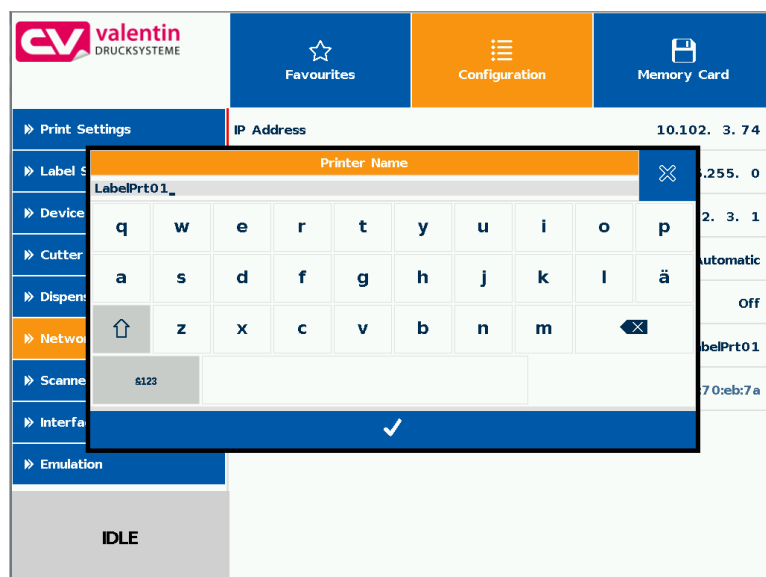 valentin
DRUCKSYSTEME
Favourites
Configuration
Memory Card
Print Settings
IP Address
10.102. 3. 74
Label S
Printer Name
.255. 0
LabelPrt01_
Device
2. 3. 1
q w e r t y u i o p
Cutter
utomatic
a s d f g h j k l ä
Dispens
Off
z x c v b n m
Networ
belPrt01
Scanne
&123
:70:eb:7a
Interfa
Emulation
IDLE